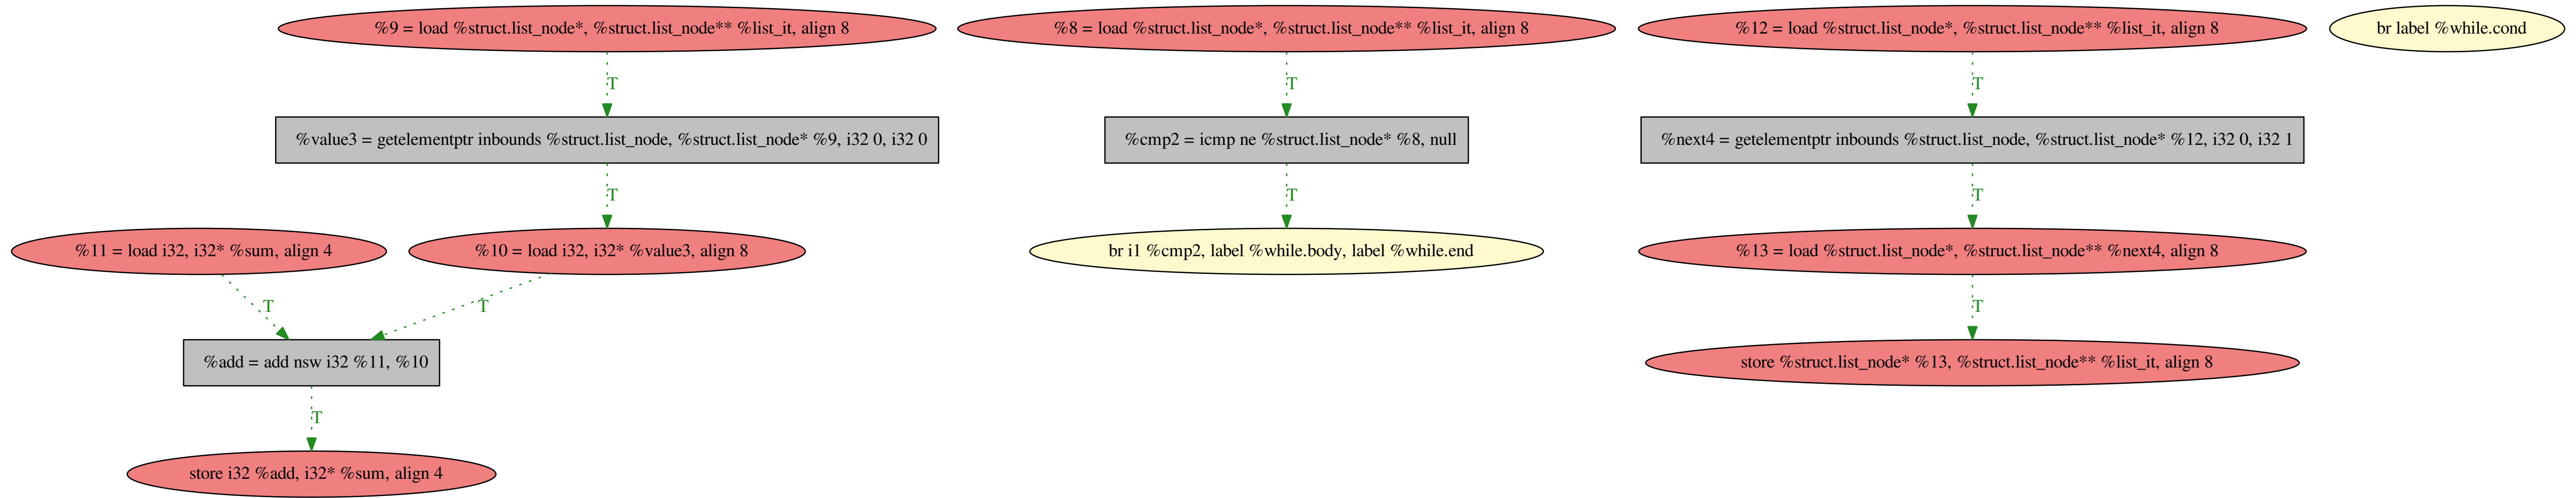 %9 = load %struct.list_node*, %struct.list_node** %list_it, align 8
%8 = load %struct.list_node*, %struct.list_node** %list_it, align 8
%12 = load %struct.list_node*, %struct.list_node** %list_it, align 8
br label %while.cond
T
T
T
%value3 = getelementptr inbounds %struct.list_node, %struct.list_node* %9, i32 0, i32 0
%cmp2 = icmp ne %struct.list_node* %8, null
%next4 = getelementptr inbounds %struct.list_node, %struct.list_node* %12, i32 0, i32 1
T
T
T
%11 = load i32, i32* %sum, align 4
%10 = load i32, i32* %value3, align 8
br i1 %cmp2, label %while.body, label %while.end
%13 = load %struct.list_node*, %struct.list_node** %next4, align 8
T
T
T
%add = add nsw i32 %11, %10
store %struct.list_node* %13, %struct.list_node** %list_it, align 8
T
store i32 %add, i32* %sum, align 4